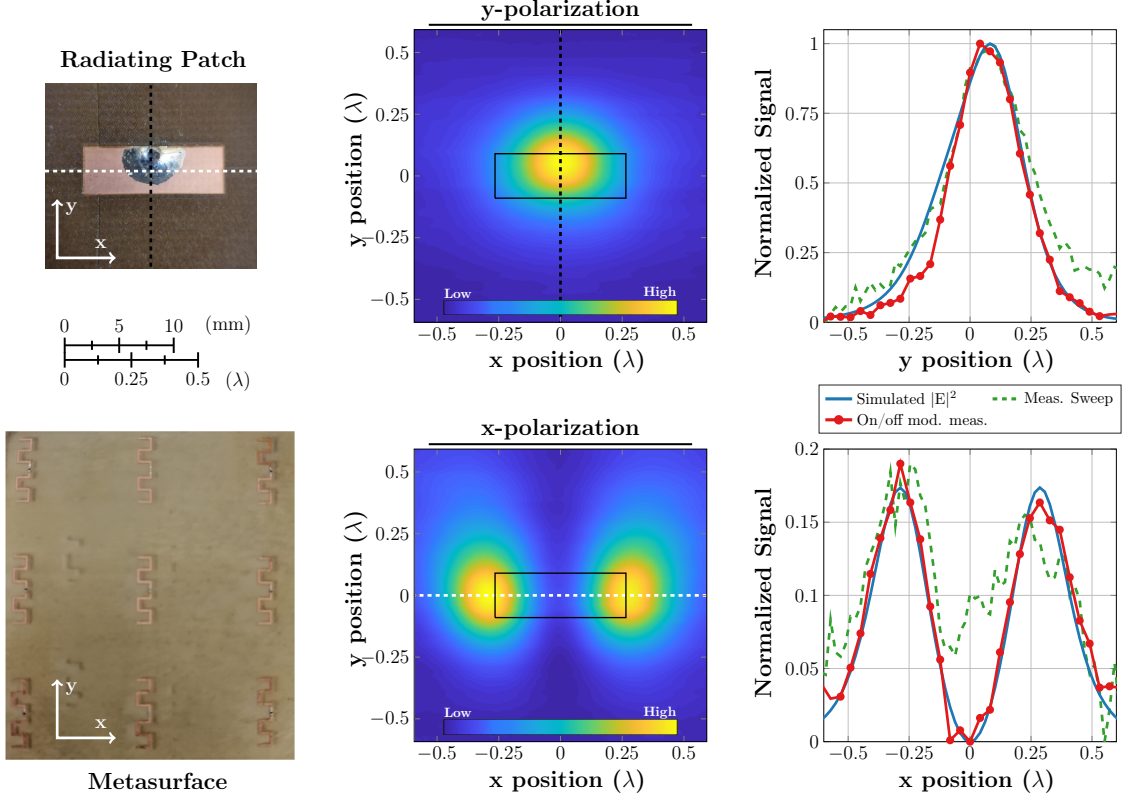 Radiating Patch
y
x
0 5 10 (mm)
0 0.25 0.5 (λ)
y
x
Metasurface
y-polarization
y position (λ)
0.5
0.25
0
−0.25
−0.5
Low High
−0.5 −0.25 0 0.25 0.5
x position (λ)
x-polarization
y position (λ)
0.5
0.25
0
−0.25
−0.5
Low High
−0.5 −0.25 0 0.25 0.5
x position (λ)
Normalized Signal
1
0.75
0.5
0.25
0
−0.5 −0.25 0 0.25 0.5
y position (λ)
Simulated |E|² Meas. Sweep
On/off mod. meas.
Normalized Signal
0.2
0.15
0.1
0.05
0
−0.5 −0.25 0 0.25 0.5
x position (λ)